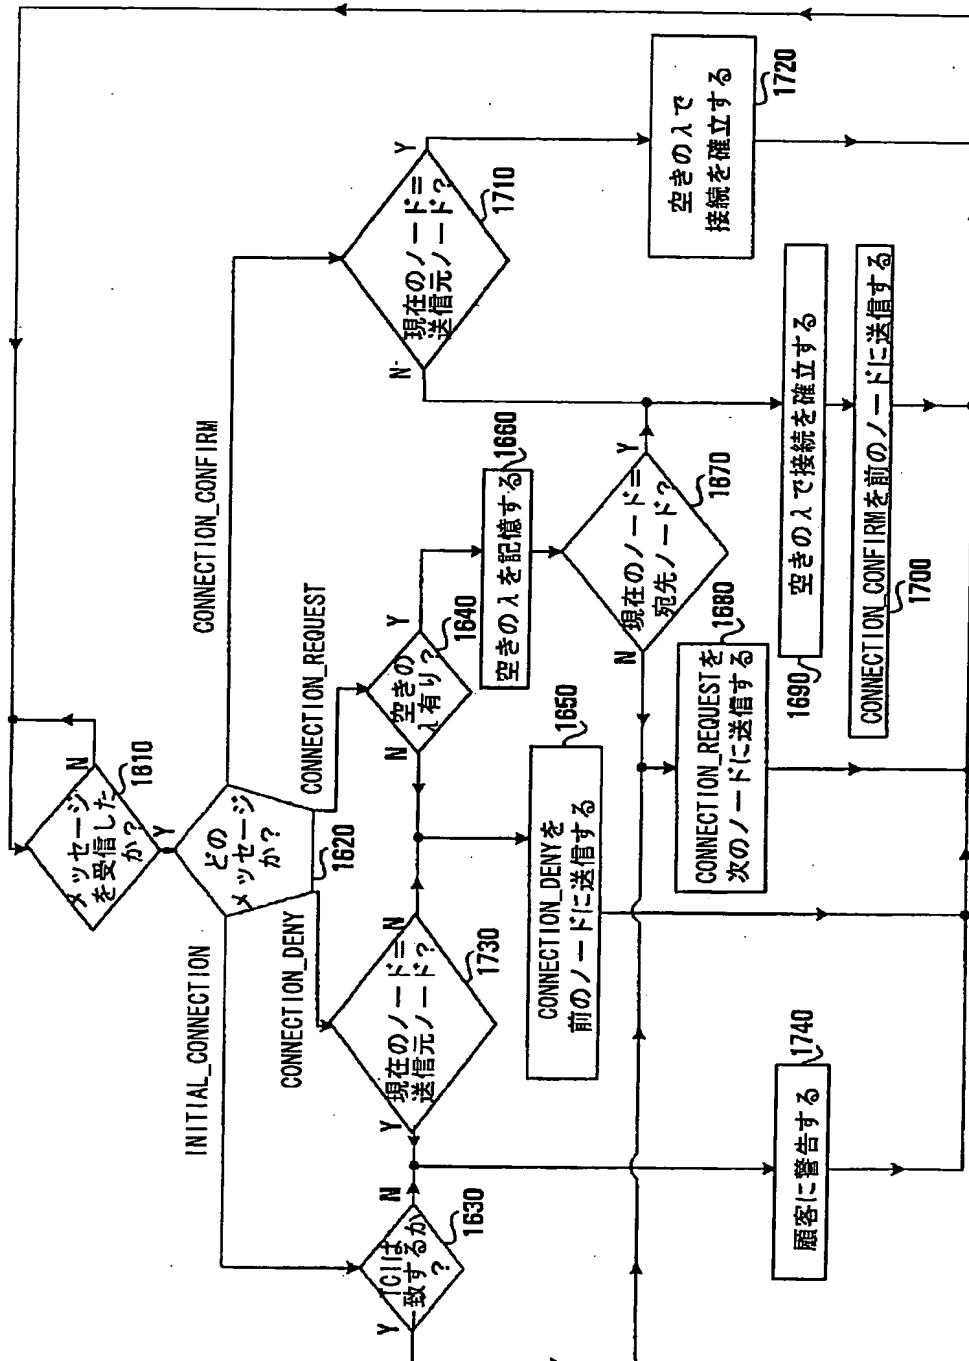 メッセージ
を受信した
か?
1610
N
Y
どの
メッセージ
か?
1620
INITIAL_CONNECTION
CONNECTION_DENY
CONNECTION_REQUEST
CONNECTION_CONFIRM
TCIは
一致するか
?
1630
Y
N
現在のノード=
送信元ノード?
1730
Y
N
空きの
λ有り?
1640
N
Y
現在のノード=
送信元ノード?
1710
N
Y
空きのλを記憶する
1660
現在のノード=
宛先ノード?
1670
N
Y
CONNECTION_DENYを
前のノードに送信する
1650
CONNECTION_REQUESTを
次のノードに送信する
1680
空きのλで
接続を確立する
1720
顧客に警告する
1740
空きのλで接続を確立する
1690
CONNECTION_CONFIRMを前のノードに送信する
1700